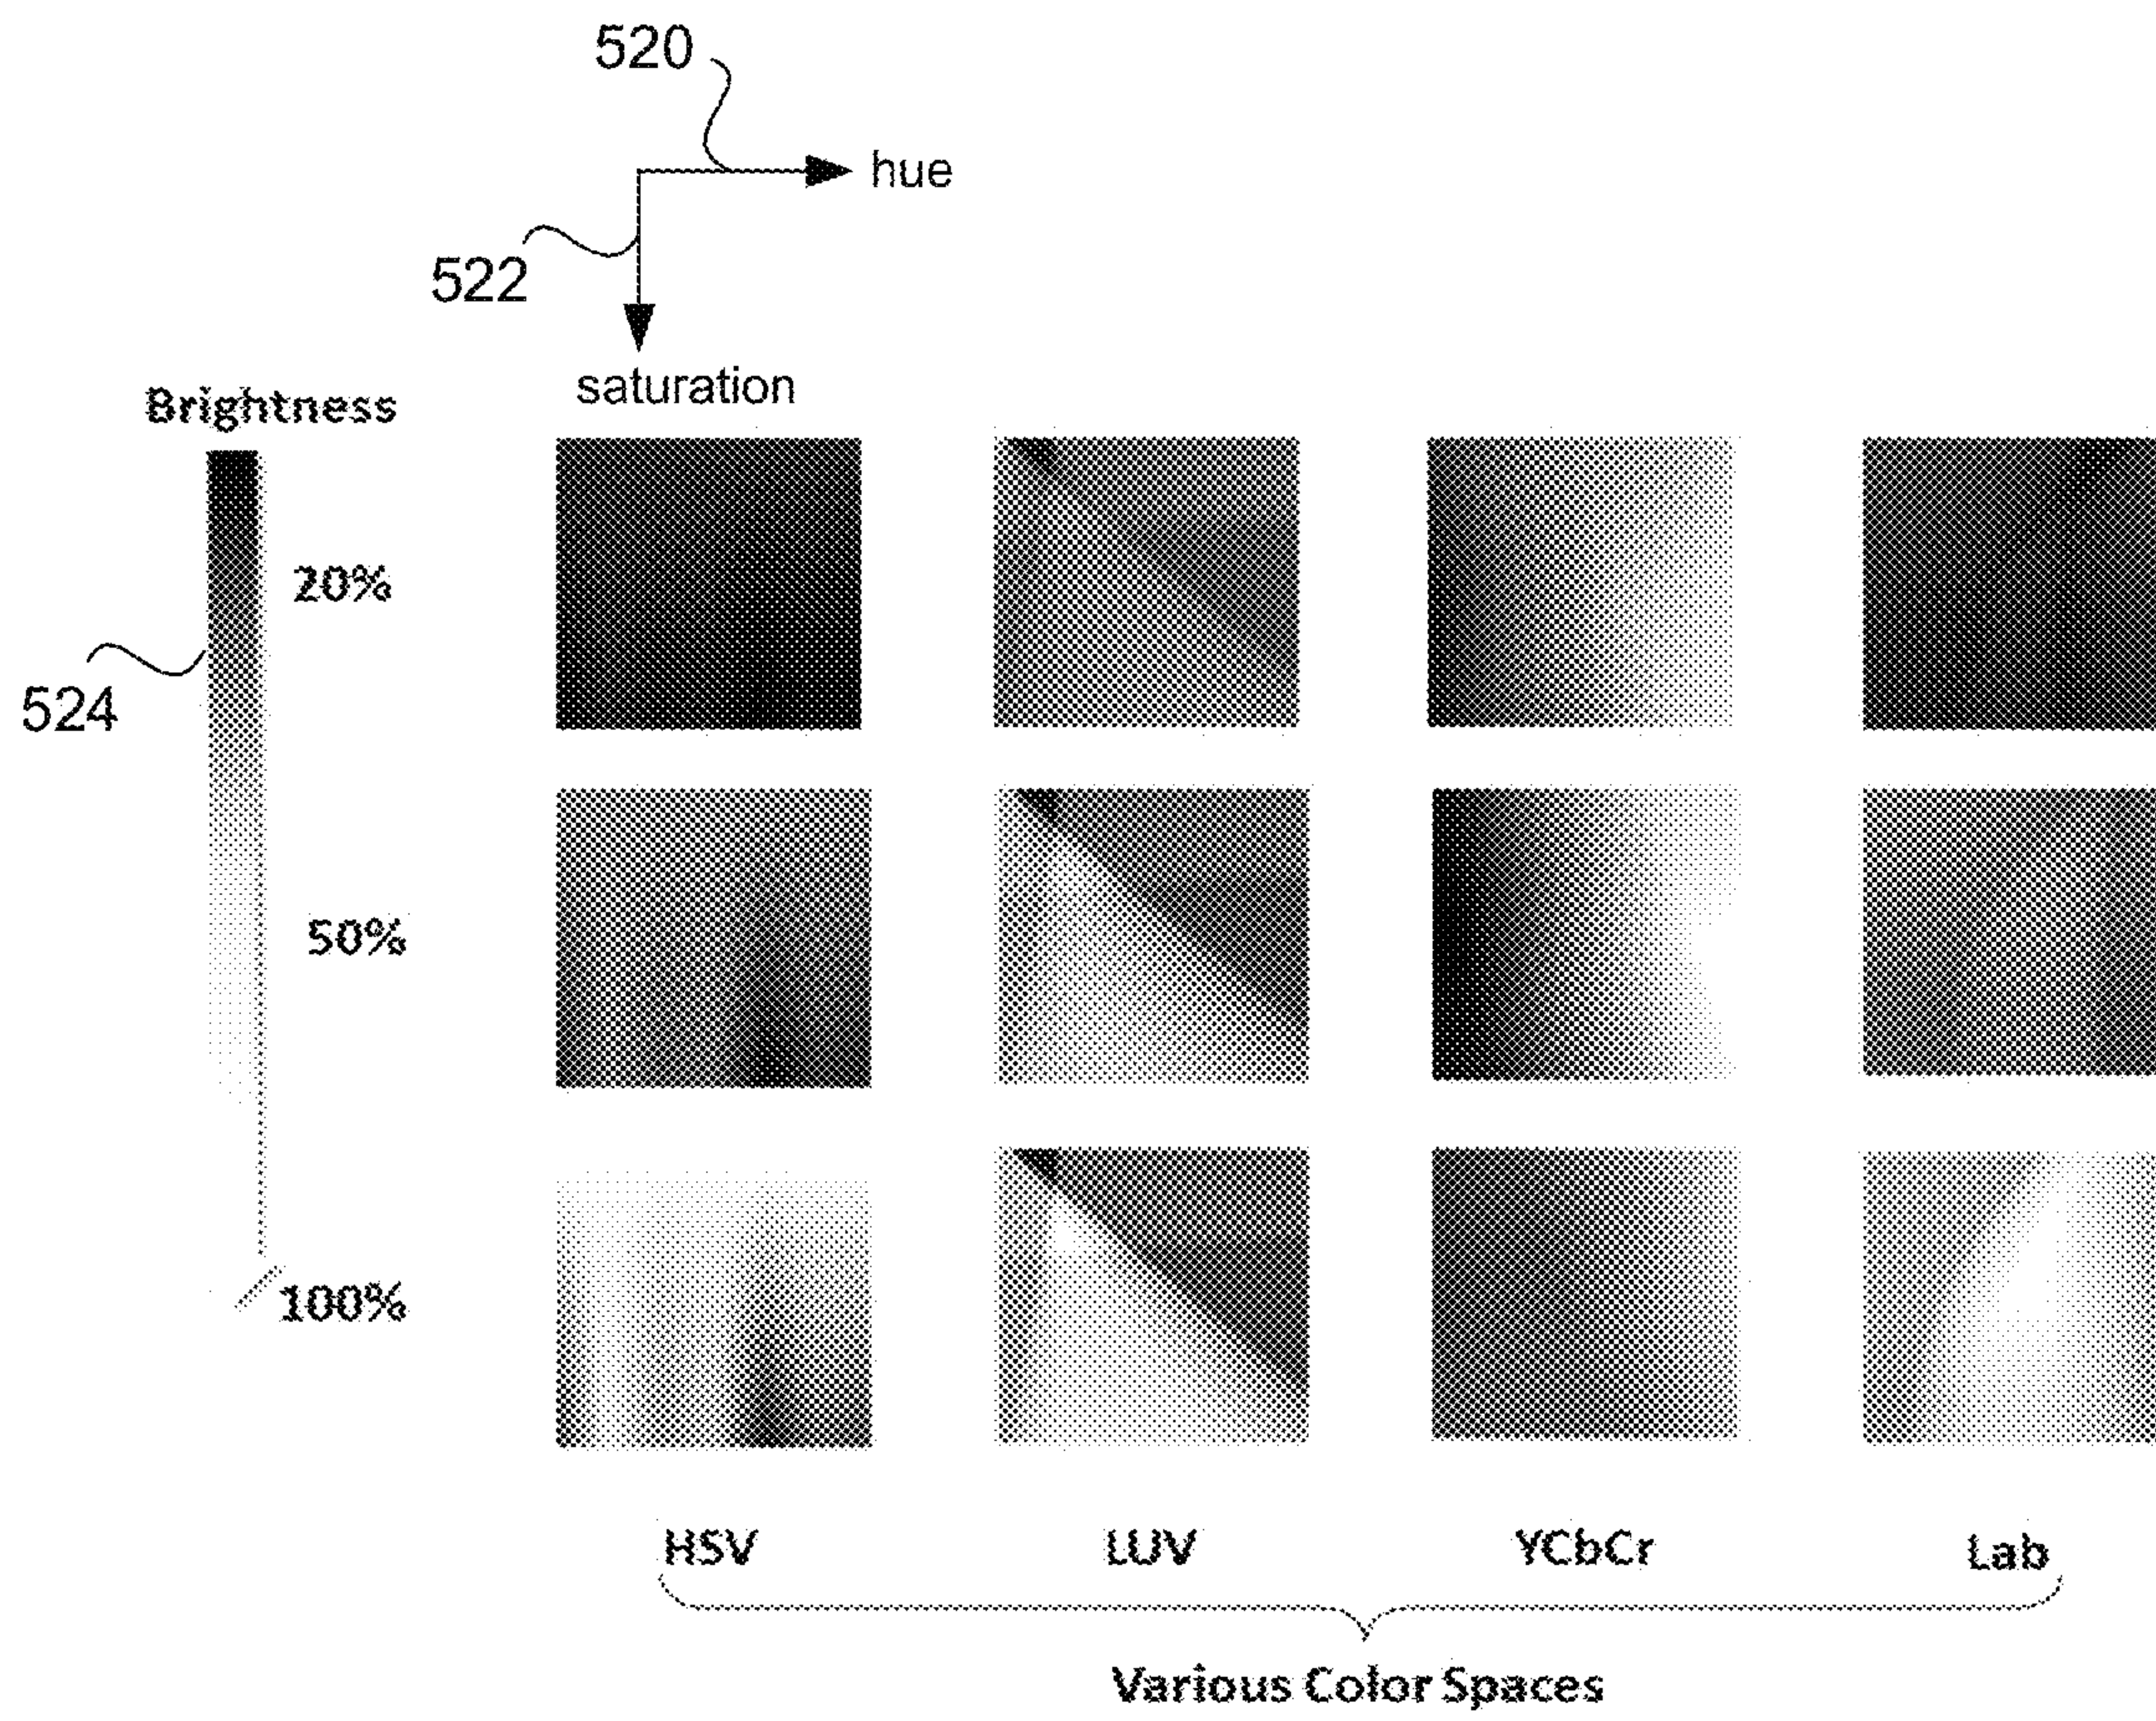 520
hue
522
saturation
Brightness
20%
524
50%
100%
HSV LUV YCbCr Lab
Various Color Spaces